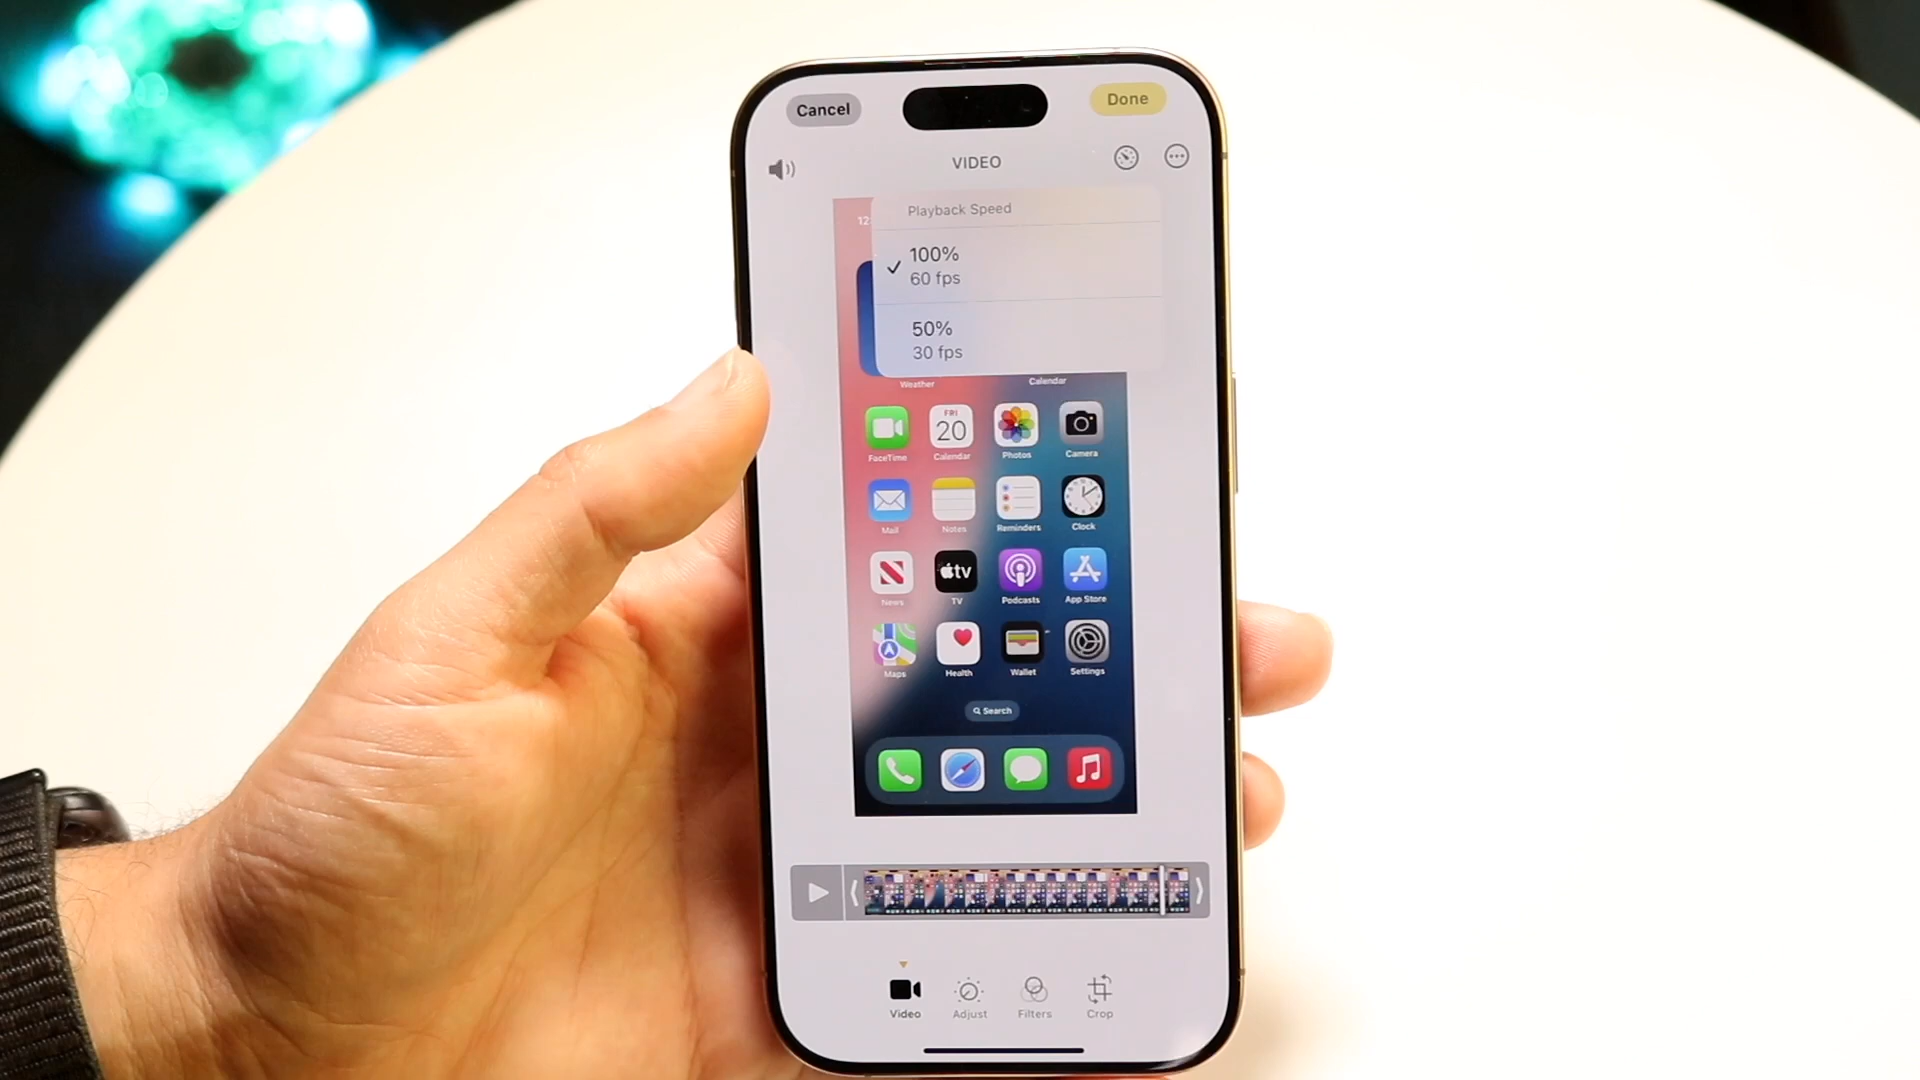 Cancel
Done
VIDEO
Playback Speed
12:
100%
60 fps
50%
30 fps
Weather
Calendar
FRI
20
FaceTime
Calendar
Photos
Camera
Mail
Notes
Reminders
Clock
tv
News
TV
Podcasts
App Store
Maps
Health
Wallet
Settings
Search
Video
Adjust
Filters
Crop